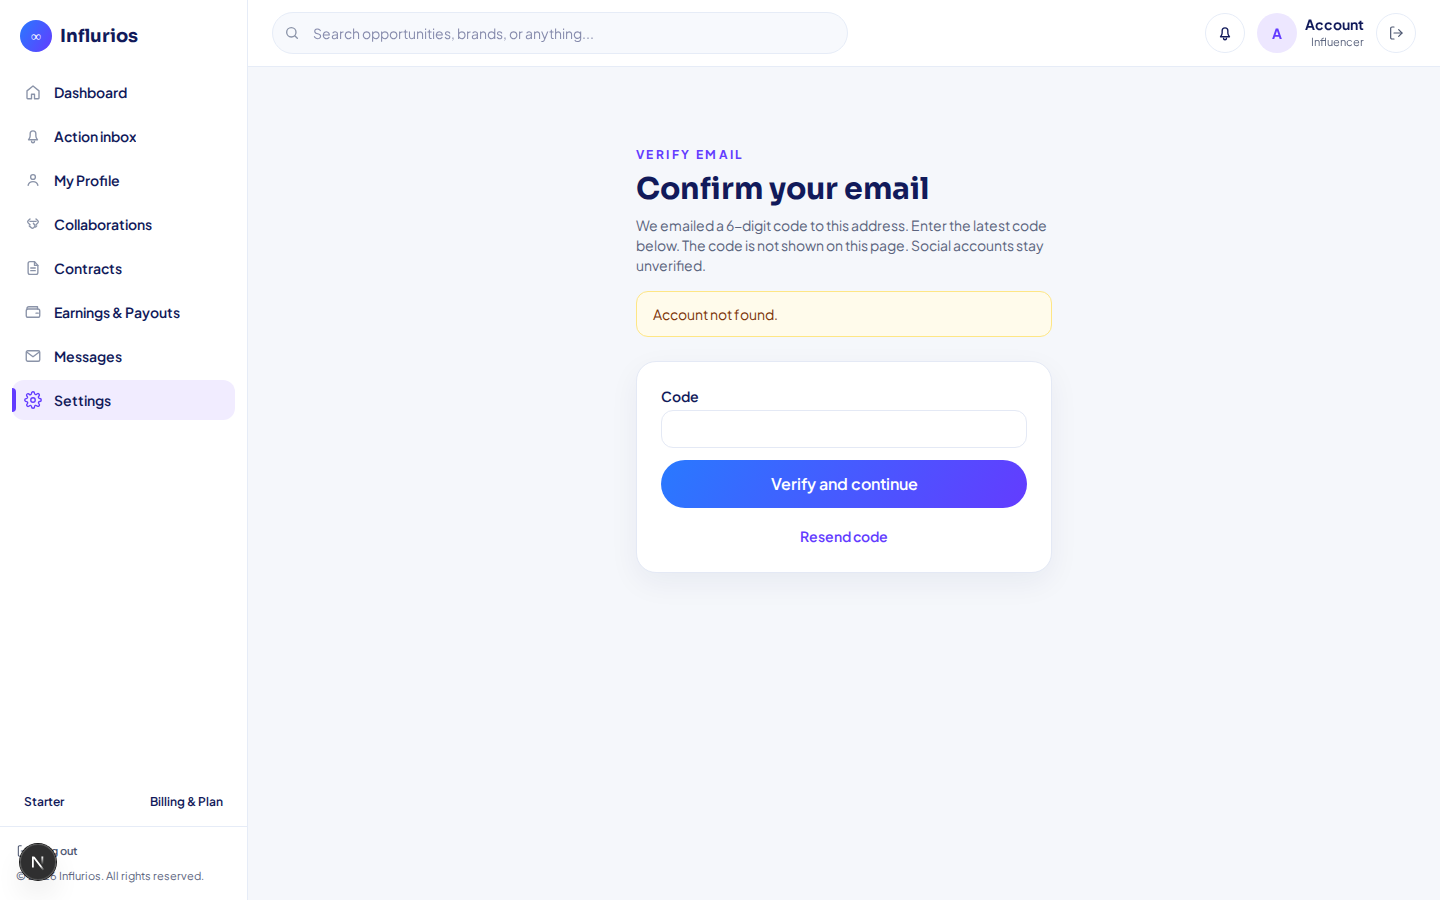 Influrios
Search opportunities, brands, or anything...
A
Account
Influencer
Dashboard
Action inbox
My Profile
Collaborations
Contracts
Earnings & Payouts
Messages
Settings
VERIFY EMAIL
Confirm your email
We emailed a 6-digit code to this address. Enter the latest code
below. The code is not shown on this page. Social accounts stay
unverified.
Account not found.
Code
Verify and continue
Resend code
Starter
Billing & Plan
out
N
© Influrios. All rights reserved.